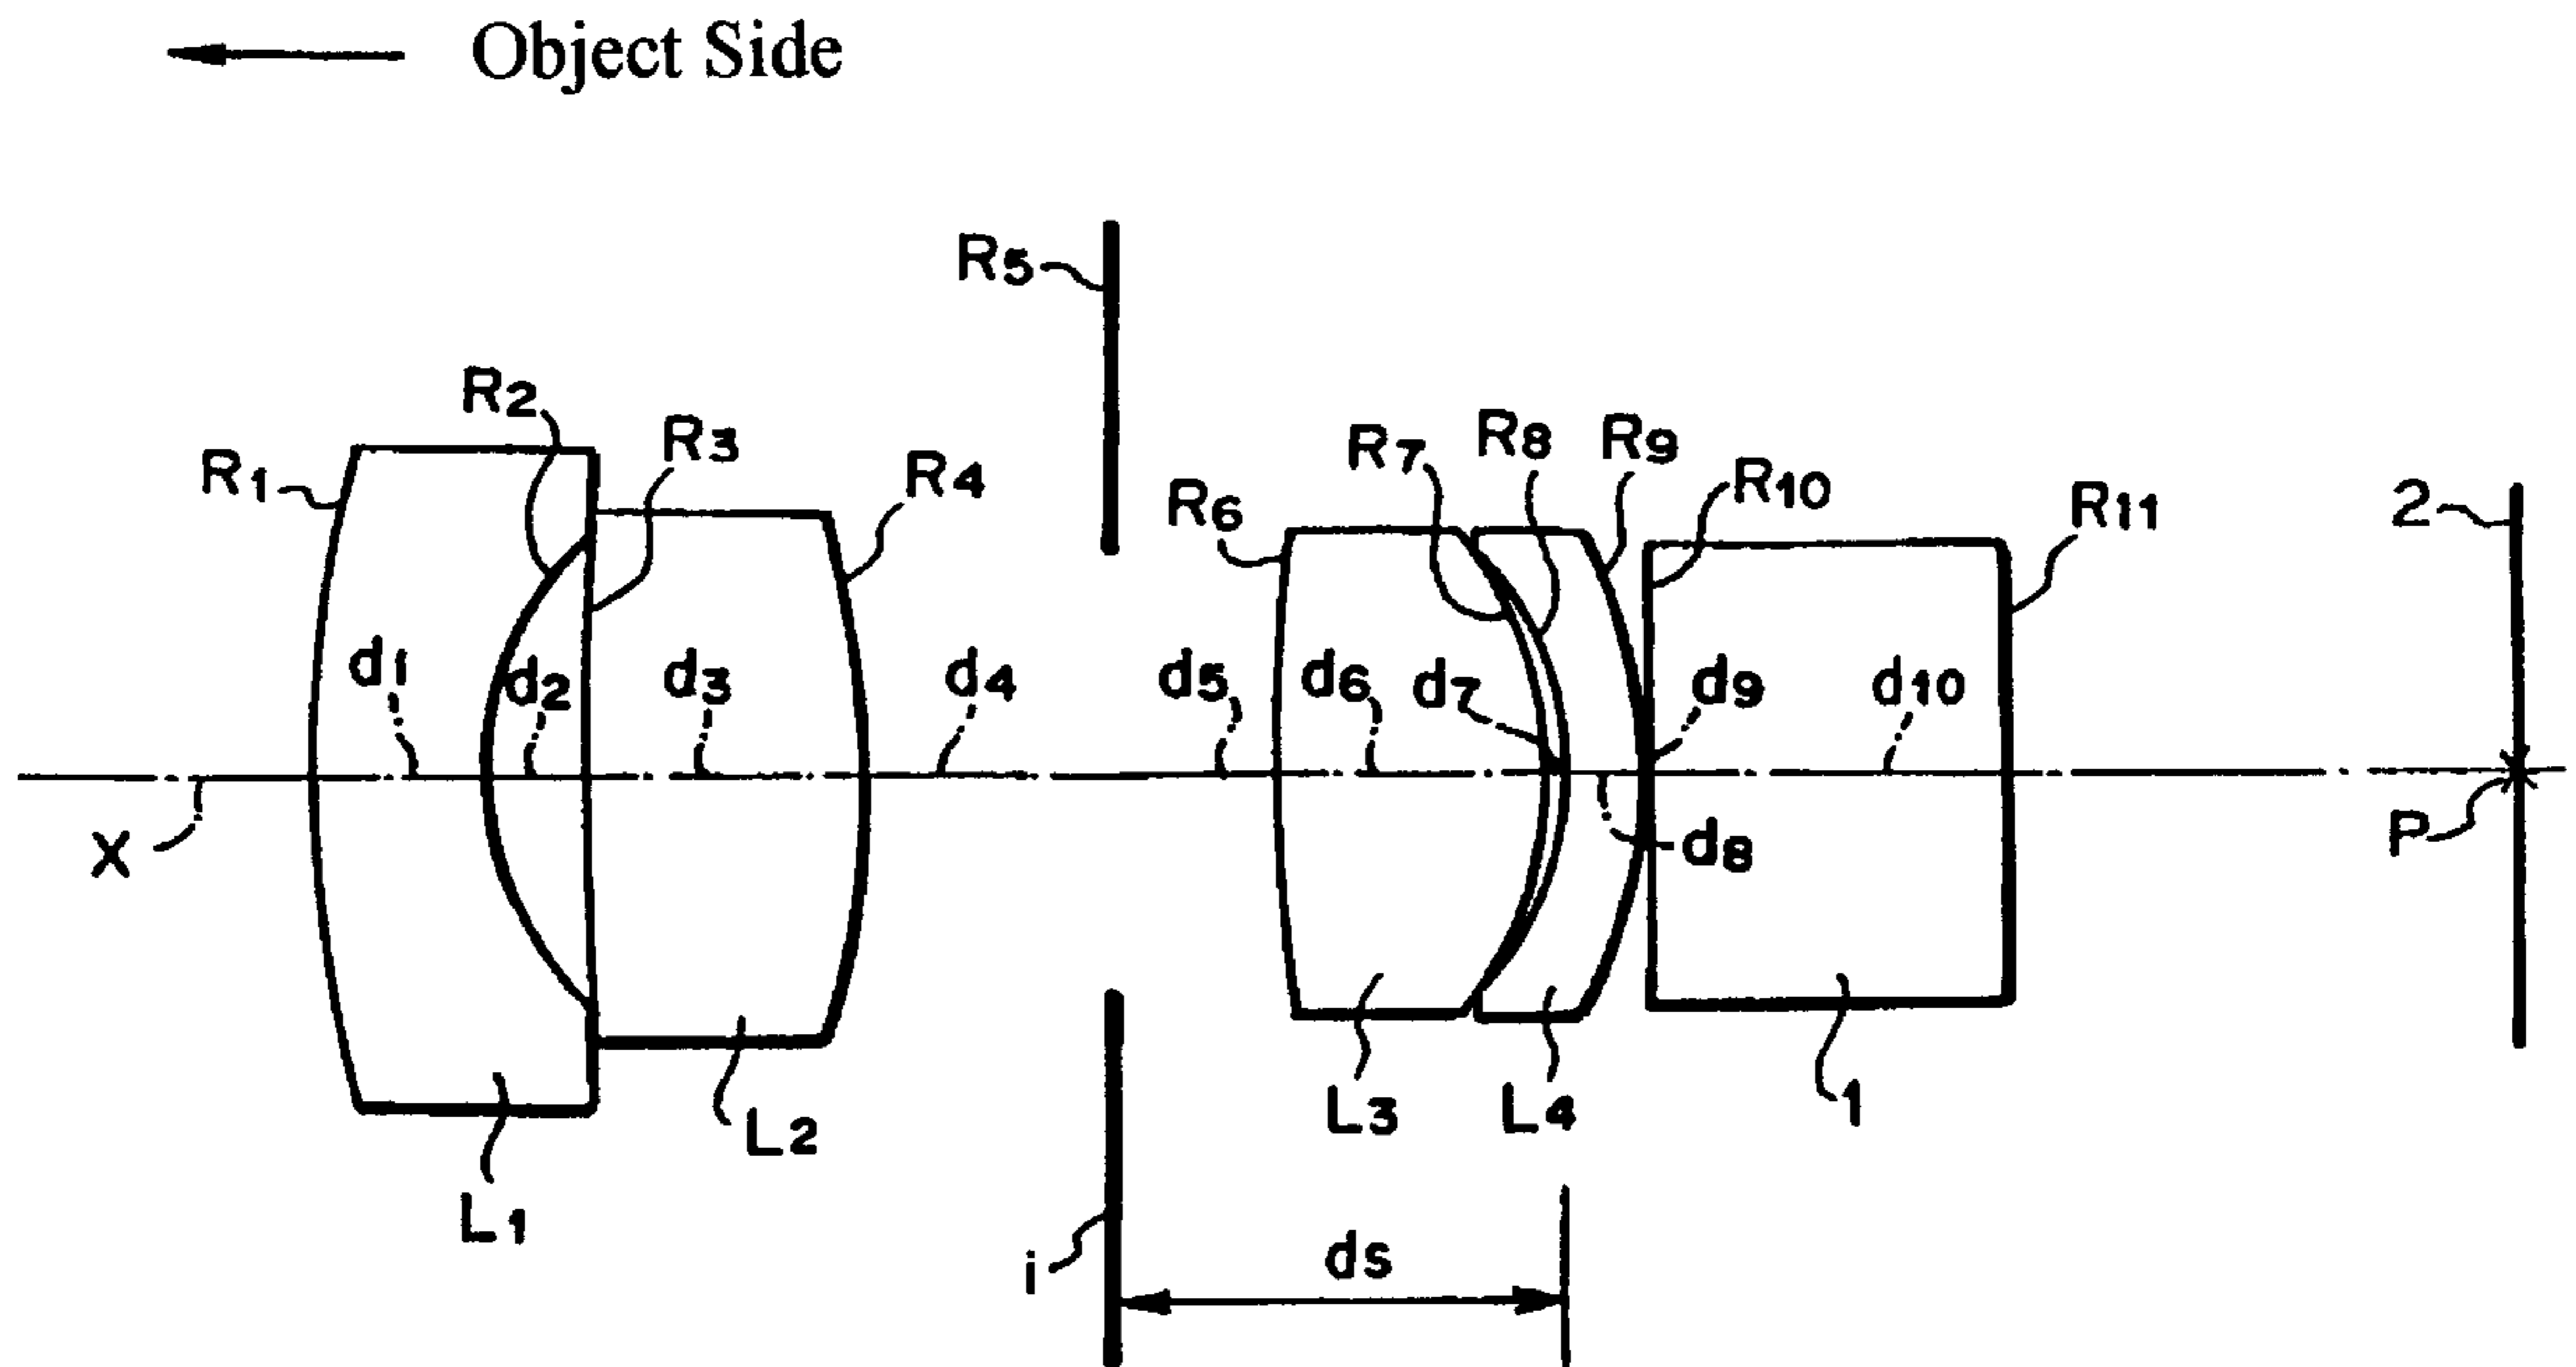 Object Side
R5
R2
R3
R1
R4
R7
R8
R9
R6
R10
R11
2
d1
d2
d3
d4
d5
d6
d7
d9
d10
X
d8
P
L1
L2
L3
L4
1
i
ds